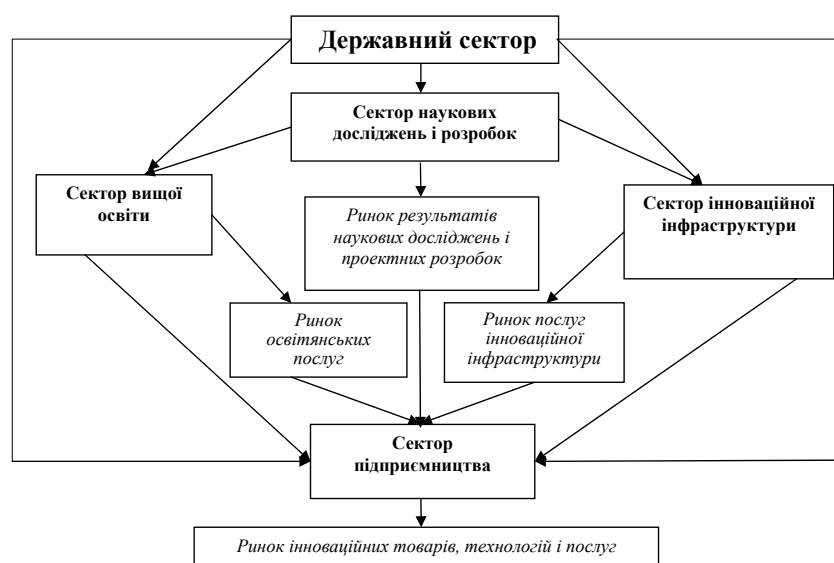 Державний сектор
Сектор наукових
досліджень і розробок
Сектор вищої
освіти
Ринок результатів
наукових досліджень і
проектних розробок
Сектор інноваційної
інфраструктури
Ринок
освітянських
послуг
Ринок послуг
інноваційної
інфраструктури
Сектор
підприємництва
Ринок інноваційних товарів, технологій і послуг